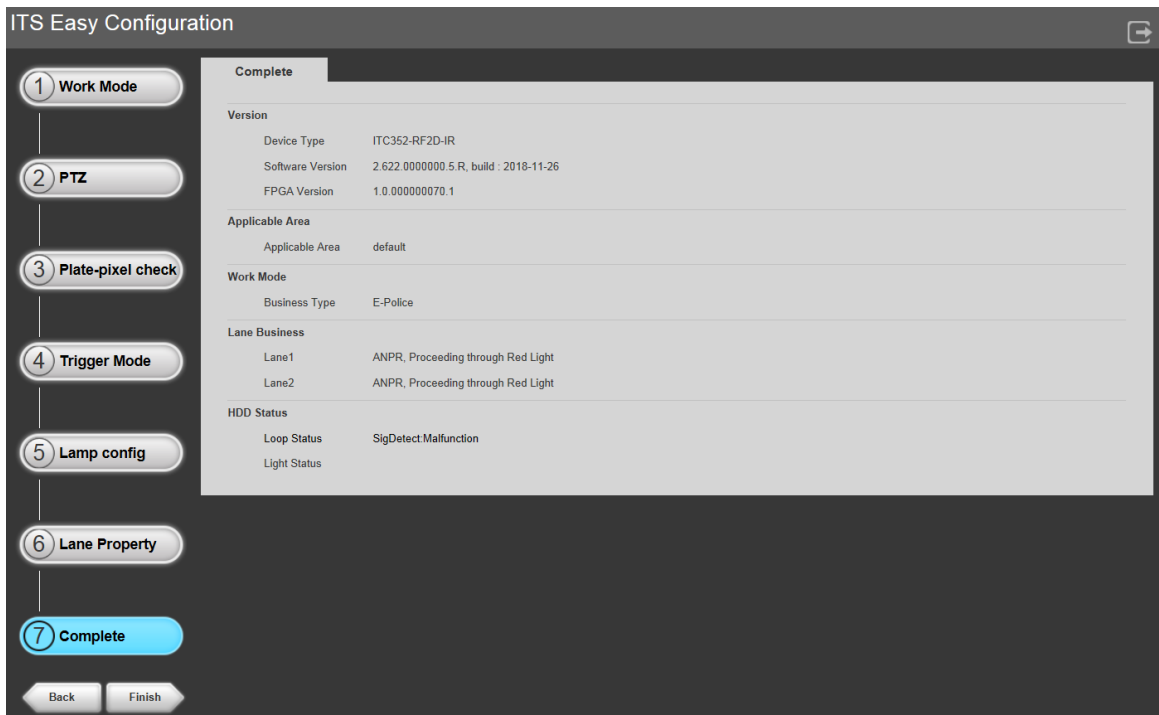 ITS Easy Configuration
1 Work Mode
2 PTZ
3 Plate-pixel check
4 Trigger Mode
5 Lamp config
6 Lane Property
7 Complete
Back Finish
Complete
Version
Device Type ITC352-RF2D-IR
Software Version 2.622.0000000.5.R, build : 2018-11-26
FPGA Version 1.0.000000070.1
Applicable Area
Applicable Area default
Work Mode
Business Type E-Police
Lane Business
Lane1 ANPR, Proceeding through Red Light
Lane2 ANPR, Proceeding through Red Light
HDD Status
Loop Status SigDetect:Malfunction
Light Status